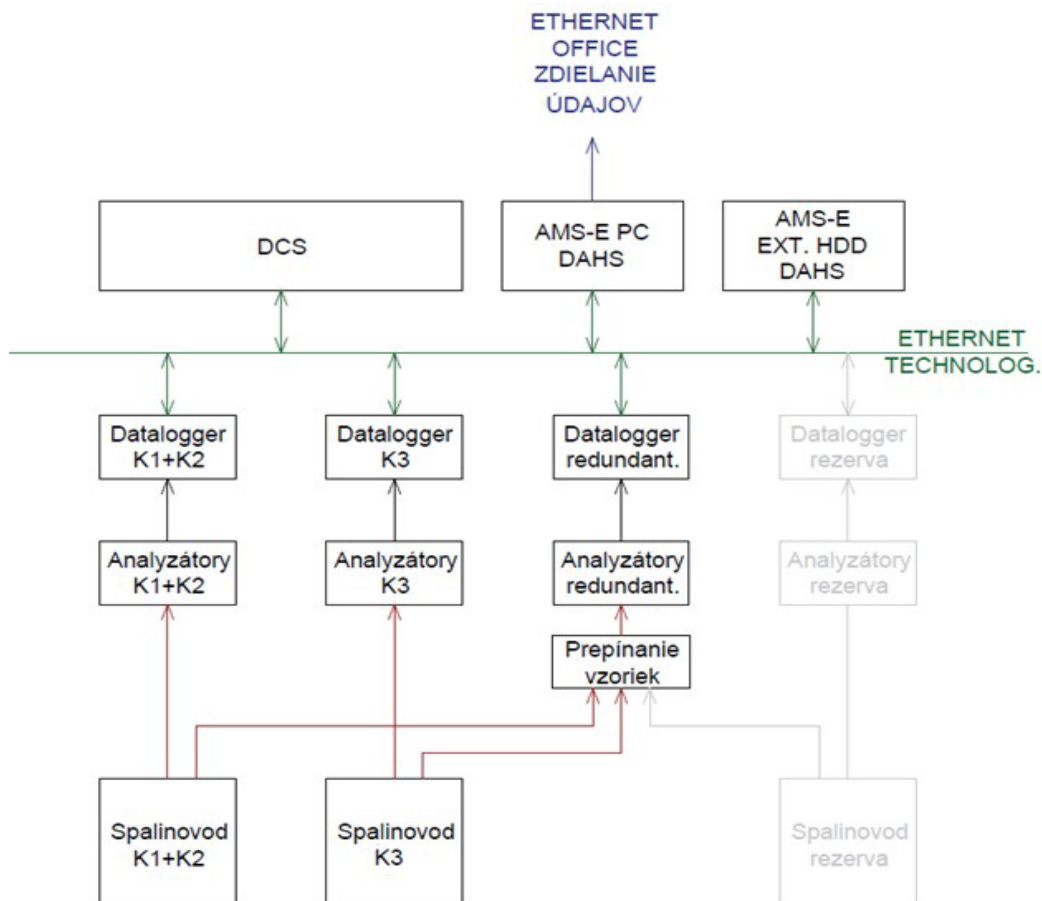 ETHERNET
OFFICE
ZDIELANIE
ÚDAJOV
DCS
AMS-E PC
DAHS
AMS-E
EXT. HDD
DAHS
ETHERNET
TECHNOLOG.
Datalogger
K1+K2
Datalogger
K3
Datalogger
redundant.
Datalogger
rezerva
Analyzátory
K1+K2
Analyzátory
K3
Analyzátory
redundant.
Analyzátory
rezerva
Prepínanie
vzoriek
Spalinovod
K1+K2
Spalinovod
K3
Spalinovod
rezerva